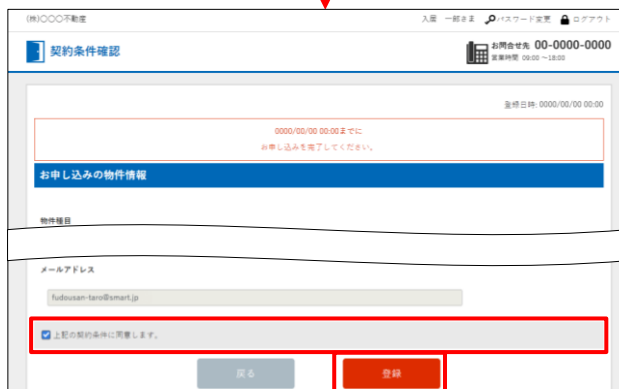 (株)〇〇〇不動産
入居 一郎さま パスワード変更 ログアウト
契約条件確認
お問合せ先 00-0000-0000
営業時間 09:00 ～18:00
登録日時: 0000/00/00 00:00
0000/00/00 00:00までに
お申し込みを完了してください。
お申し込みの物件情報
物件種目
メールアドレス
fudousan-taro@smart.jp
上記の契約条件に同意します。
戻る
登録